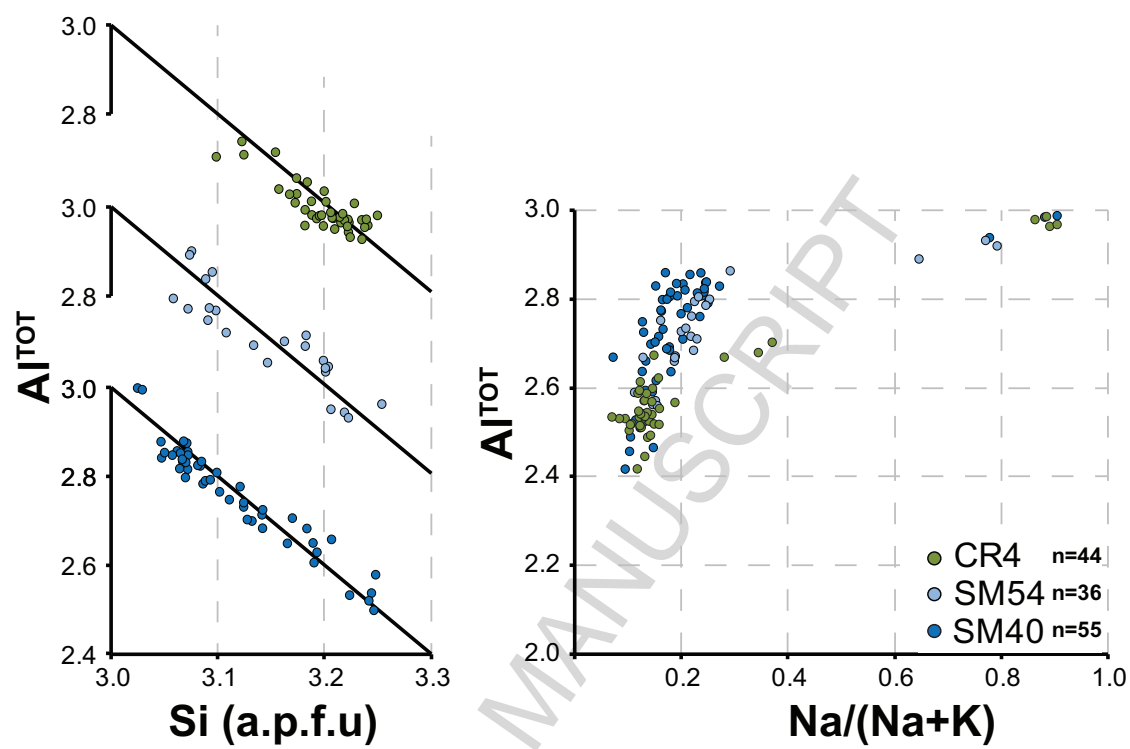 3.0
2.8
3.0
2.8
3.0
2.8
2.6
2.4
3.0
3.1
3.2
3.3
Al^TOT
Si (a.p.f.u)
3.0
2.8
2.6
2.4
2.2
2.0
0.2
0.4
0.6
0.8
1.0
Al^TOT
Na/(Na+K)
CR4 n=44
SM54 n=36
SM40 n=55
MANUSCRIPT